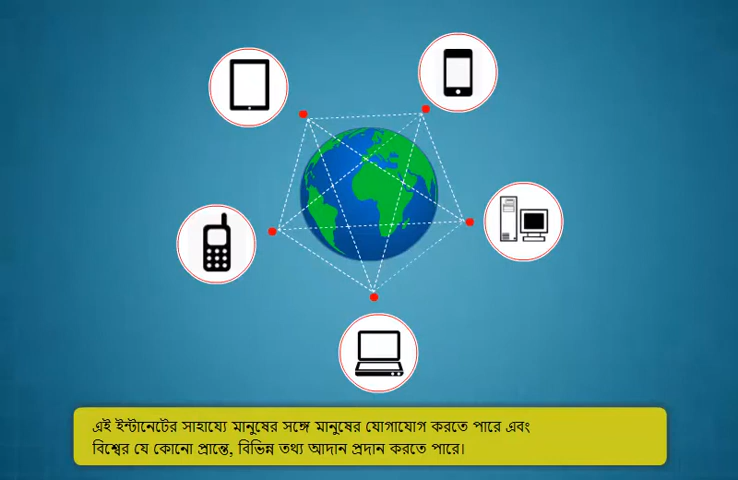 এই ইন্টানেটের সাহায্যে মানুষের সঙ্গে মানুষের যোগাযোগ করতে পারে এবং
বিশ্বের যে কোনো প্রান্তে, বিভিন্ন তথ্য আদান প্রদান করতে পারে।